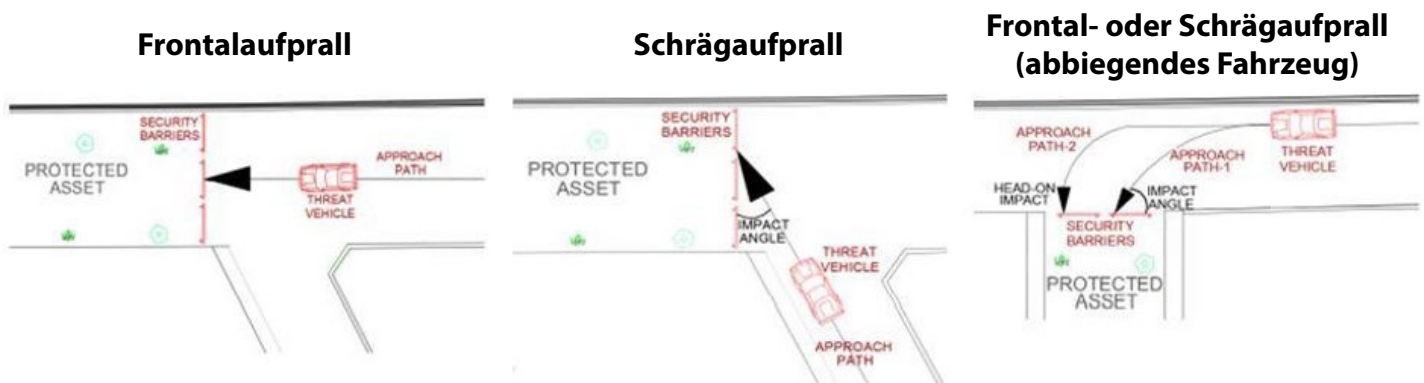 Frontalaufprall
SECURITY
BARRIERS
PROTECTED
ASSET
APPROACH
PATH
THREAT
VEHICLE
Schrägaufprall
SECURITY
BARRIERS
PROTECTED
ASSET
IMPACT
ANGLE
THREAT
VEHICLE
APPROACH
PATH
Frontal- oder Schrägaufprall
(abbiegendes Fahrzeug)
APPROACH
PATH-2
APPROACH
PATH-1
THREAT
VEHICLE
HEAD-ON
IMPACT
IMPACT
ANGLE
SECURITY
BARRIERS
PROTECTED
ASSET